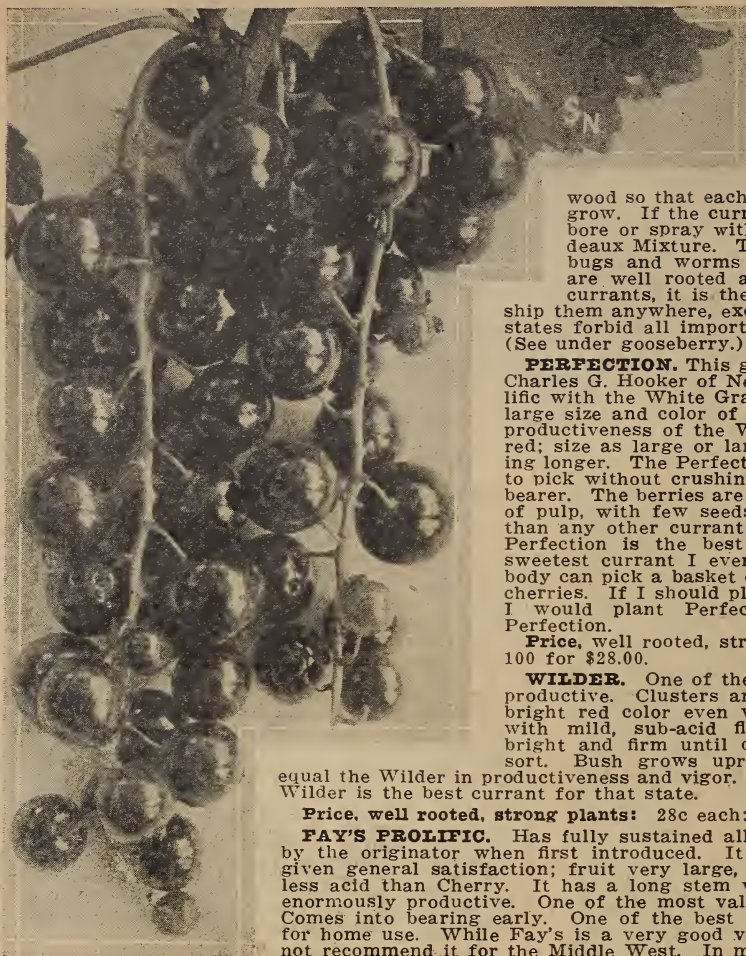 SN
wood so that each
grow. If the curr
bore or spray wit
deaux Mixture. T
bugs and worms
are well rooted a
currants, it is the
ship them anywhere, exc
states forbid all import
(See under gooseberry.)
PERFECTION. This g
Charles G. Hooker of Ne
lific with the White Gra
large size and color of
productiveness of the W
red; size as large or lar
ing longer. The Perfect
to pick without crushin
bearer. The berries are
of pulp, with few seeds
than any other currant
Perfection is the best
sweetest currant I ever
body can pick a basket
cherries. If I should pl
I would plant Perfec
Perfection.
Price, well rooted, str
100 for $28.00.
WILDER. One of the
productive. Clusters ar
bright red color even v
with mild, sub-acid fl
bright and firm until
sort. Bush grows upr
equal the Wilder in productiveness and vigor.
Wilder is the best currant for that state.
Price, well rooted, strong plants: 28c each:
FAY'S PROLIFIC. Has fully sustained all
by the originator when first introduced. It
given general satisfaction; fruit very large,
less acid than Cherry. It has a long stem
enormously productive. One of the most val
Comes into bearing early. One of the best
for home use. While Fay's is a very good v
not recommend it for the Middle West. In m